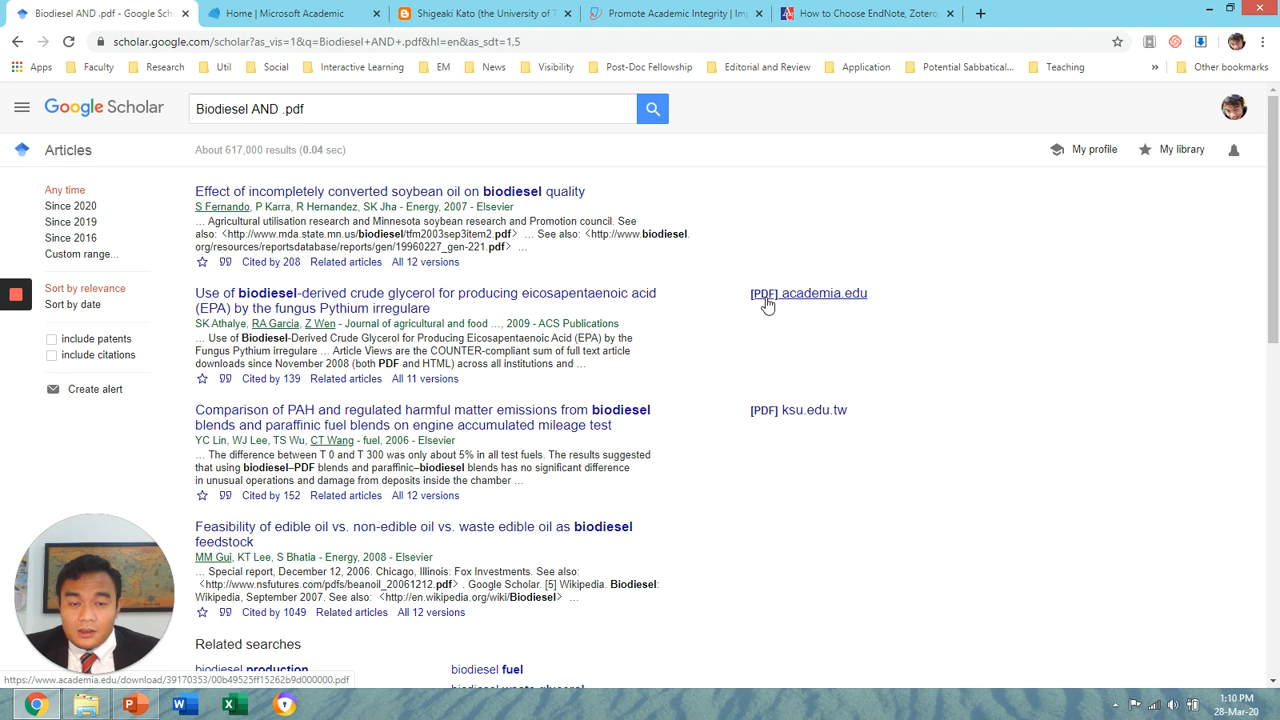 Biodiesel AND .pdf - Google Sch
Home | Microsoft Academic
Shigeaki Kato (the University of T
Promote Academic Integrity | Im
How to Choose EndNote, Zotero
scholar.google.com/scholar?as_vis=1&q=Biodiesel+AND+.pdf&hl=en&as_sdt=1,5
Apps Faculty Research Util Social Interactive Learning EM News Visibility Post-Doc Fellowship Editorial and Review Application Potential Sabbatical... Teaching » Other bookmarks
Google Scholar
Biodiesel AND .pdf
Articles
About 617,000 results (0.04 sec)
My profile
My library
Any time
Since 2020
Since 2019
Since 2016
Custom range...
Sort by relevance
Sort by date
include patents
include citations
Create alert
Effect of incompletely converted soybean oil on biodiesel quality
S Fernando, P Karra, R Hernandez, SK Jha - Energy, 2007 - Elsevier
... Agricultural utilisation research and Minnesota soybean research and Promotion council. See
also: <http://www.mda.state.mn.us/biodiesel/tfm2003sep3item2.pdf> ... See also: <http://www.biodiesel.
org/resources/reportsdatabase/reports/gen/19960227_gen-221.pdf> ...
Cited by 208 Related articles All 12 versions
Use of biodiesel-derived crude glycerol for producing eicosapentaenoic acid
(EPA) by the fungus Pythium irregulare
SK Athalye, RA Garcia, Z Wen - Journal of agricultural and food ..., 2009 - ACS Publications
... Use of Biodiesel-Derived Crude Glycerol for Producing Eicosapentaenoic Acid (EPA) by the
Fungus Pythium irregulare ... Article Views are the COUNTER-compliant sum of full text article
downloads since November 2008 (both PDF and HTML) across all institutions and ...
Cited by 139 Related articles All 11 versions
[PDF] academia.edu
Comparison of PAH and regulated harmful matter emissions from biodiesel
blends and paraffinic fuel blends on engine accumulated mileage test
YC Lin, WJ Lee, TS Wu, CT Wang - fuel, 2006 - Elsevier
... The difference between T 0 and T 300 was only about 5% in all test fuels. The results suggested
that using biodiesel–PDF blends and paraffinic–biodiesel blends has no significant difference
in unusual operations and damage from deposits inside the chamber ...
Cited by 152 Related articles All 12 versions
[PDF] ksu.edu.tw
Feasibility of edible oil vs. non-edible oil vs. waste edible oil as biodiesel
feedstock
MM Gui, KT Lee, S Bhatia - Energy, 2008 - Elsevier
... Special report, December 12, 2006. Chicago, Illinois: Fox Investments. See also:
<http://www.nsfutures.com/pdfs/beanoil_20061212.pdf> . Google Scholar. [5] Wikipedia. Biodiesel:
Wikipedia, September 2007. See also: <http://en.wikipedia.org/wiki/Biodiesel> ...
Cited by 1049 Related articles All 12 versions
Related searches
biodiesel production
biodiesel fuel
biodiesel waste glycerol
https://www.academia.edu/download/39170353/00b49525ff15262b9d000000.pdf
1:10 PM
28-Mar-20